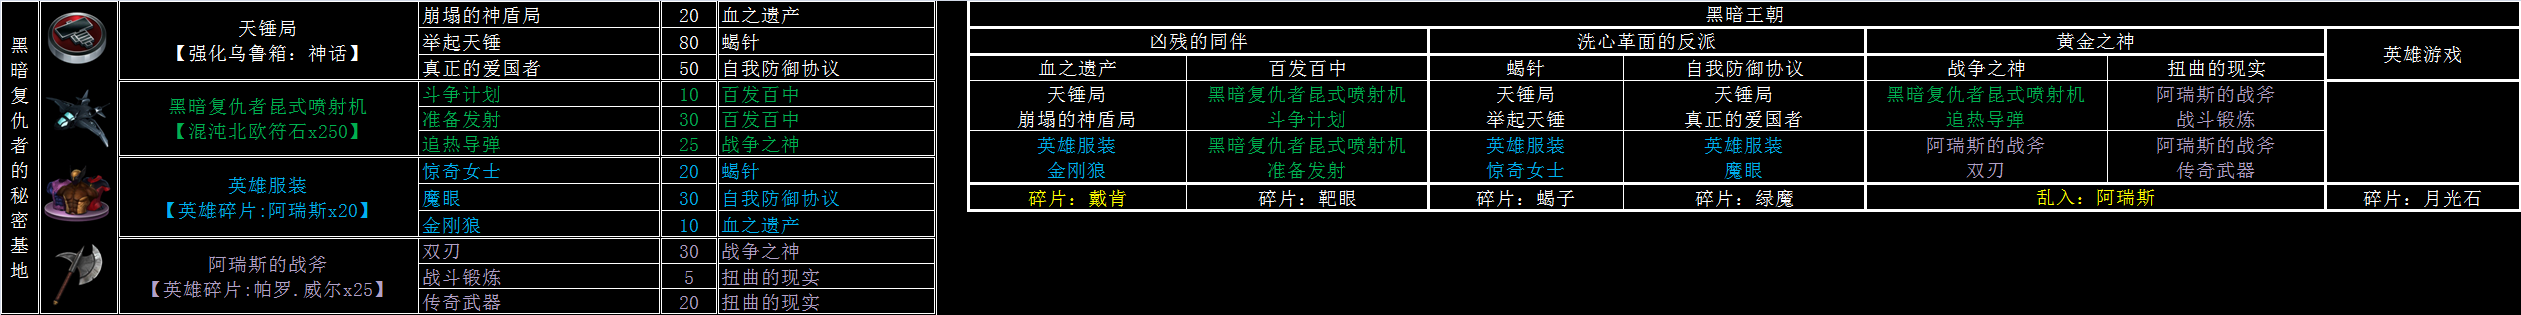 黑暗复仇者的秘密基地
天锤局
【强化乌鲁箱：神话】
崩塌的神盾局 20 血之遗产
举起天锤 80 蝎针
真正的爱国者 50 自我防御协议
黑暗复仇者昆式喷射机
【混沌北欧符石x250】
斗争计划 10 百发百中
准备发射 30 百发百中
追热导弹 25 战争之神
英雄服装
【英雄碎片:阿瑞斯x20】
惊奇女士 20 蝎针
魔眼 30 自我防御协议
金刚狼 10 血之遗产
阿瑞斯的战斧
【英雄碎片:帕罗.威尔x25】
双刃 30 战争之神
战斗锻炼 5 扭曲的现实
传奇武器 20 扭曲的现实
黑暗王朝
凶残的同伴 洗心革面的反派 黄金之神 英雄游戏
血之遗产 百发百中 蝎针 自我防御协议 战争之神 扭曲的现实
天锤局 黑暗复仇者昆式喷射机 天锤局 天锤局 黑暗复仇者昆式喷射机 阿瑞斯的战斧
崩塌的神盾局 斗争计划 举起天锤 真正的爱国者 追热导弹 战斗锻炼
英雄服装 黑暗复仇者昆式喷射机 英雄服装 英雄服装 阿瑞斯的战斧 阿瑞斯的战斧
金刚狼 准备发射 惊奇女士 魔眼 双刃 传奇武器
碎片：戴肯 碎片：靶眼 碎片：蝎子 碎片：绿魔 乱入：阿瑞斯 碎片：月光石